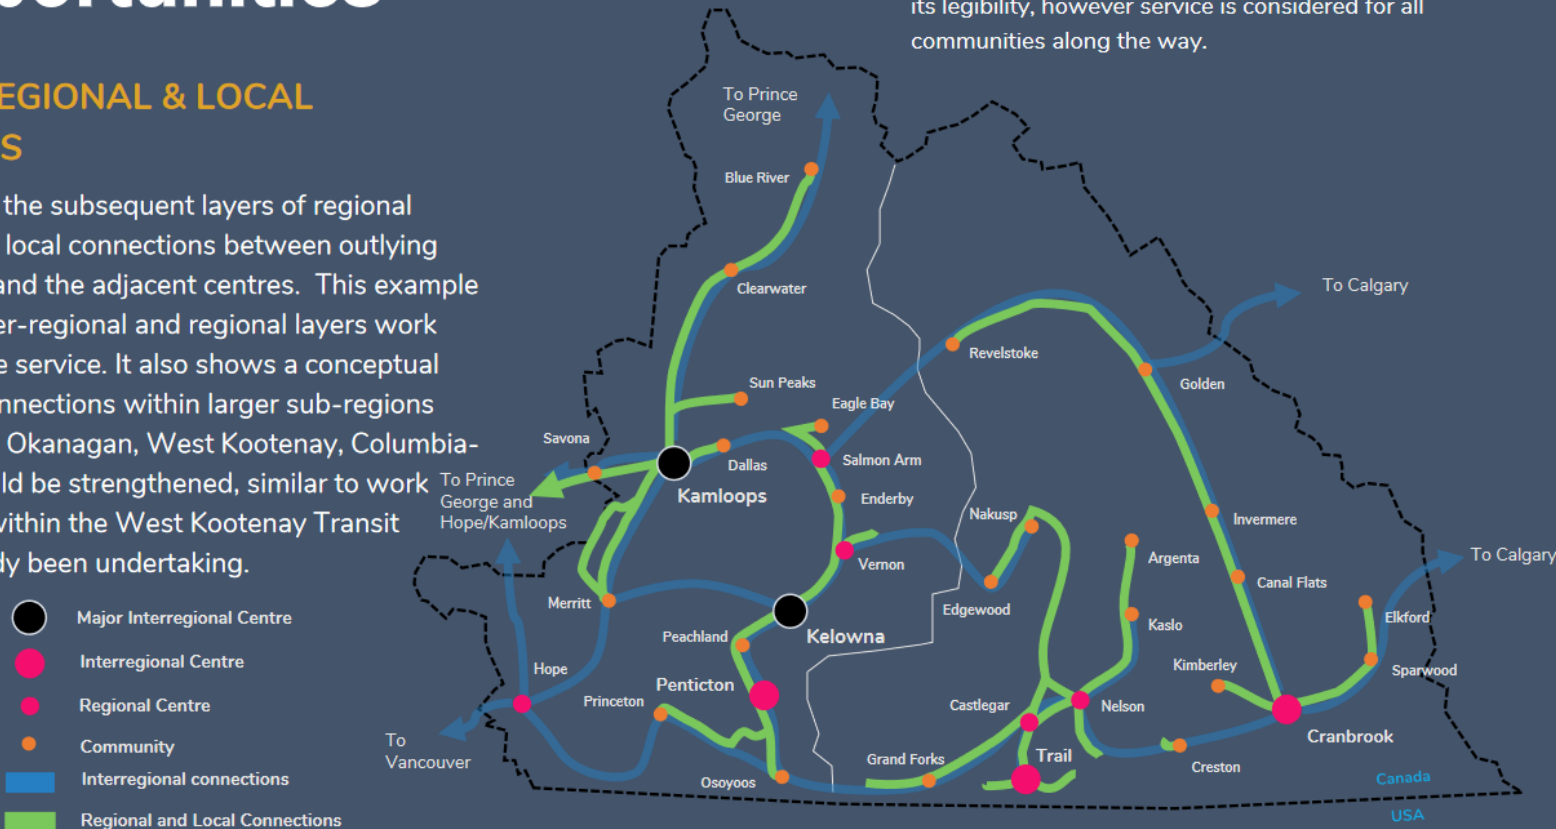 its legibility, however service is considered for all
communities along the way.
EGIONAL & LOCAL
S
the subsequent layers of regional
local connections between outlying
and the adjacent centres. This example
er-regional and regional layers work
e service. It also shows a conceptual
nnections within larger sub-regions
Okanagan, West Kootenay, Columbia-
ld be strengthened, similar to work
within the West Kootenay Transit
dy been undertaking.
Major Interregional Centre
Interregional Centre
Regional Centre
Community
Interregional connections
Regional and Local Connections
To Prince
George
Blue River
Clearwater
Sun Peaks
Eagle Bay
Savona
Dallas
Salmon Arm
To Prince
George and
Hope/Kamloops
Kamloops
Enderby
Vernon
Merritt
Kelowna
Peachland
Hope
Penticton
Princeton
To
Vancouver
Osoyoos
Revelstoke
To Calgary
Golden
Nakusp
Edgewood
Argenta
Kaslo
Invermere
Canal Flats
To Calgary
Elkford
Sparwood
Kimberley
Castlegar
Nelson
Cranbrook
Grand Forks
Trail
Creston
Canada
USA